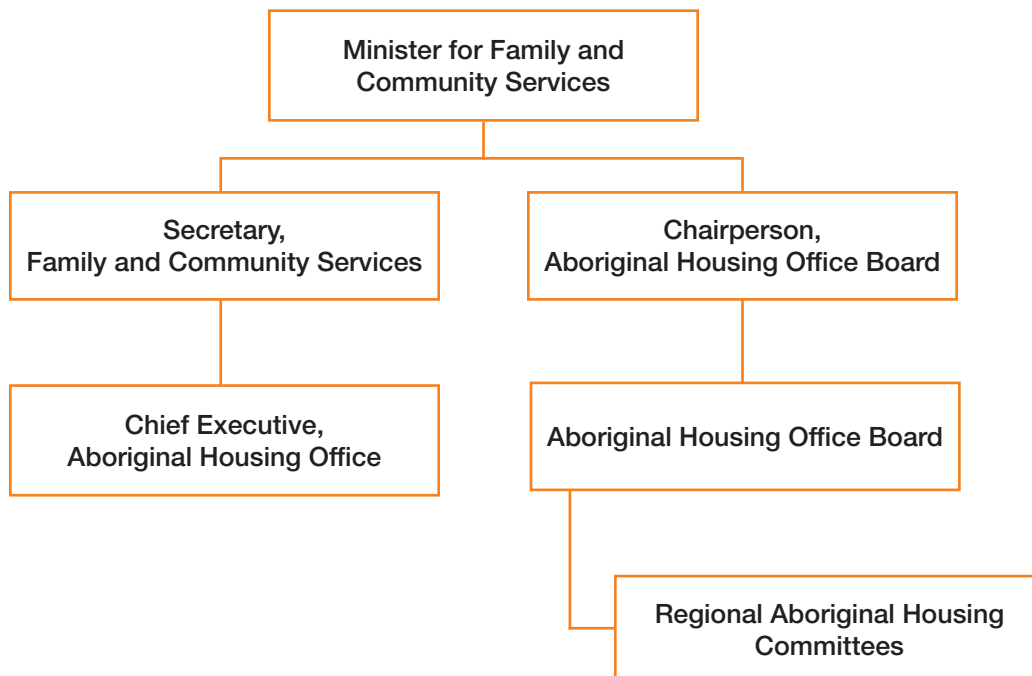 Minister for Family and
Community Services
Secretary,
Family and Community Services
Chairperson,
Aboriginal Housing Office Board
Chief Executive,
Aboriginal Housing Office
Aboriginal Housing Office Board
Regional Aboriginal Housing
Committees